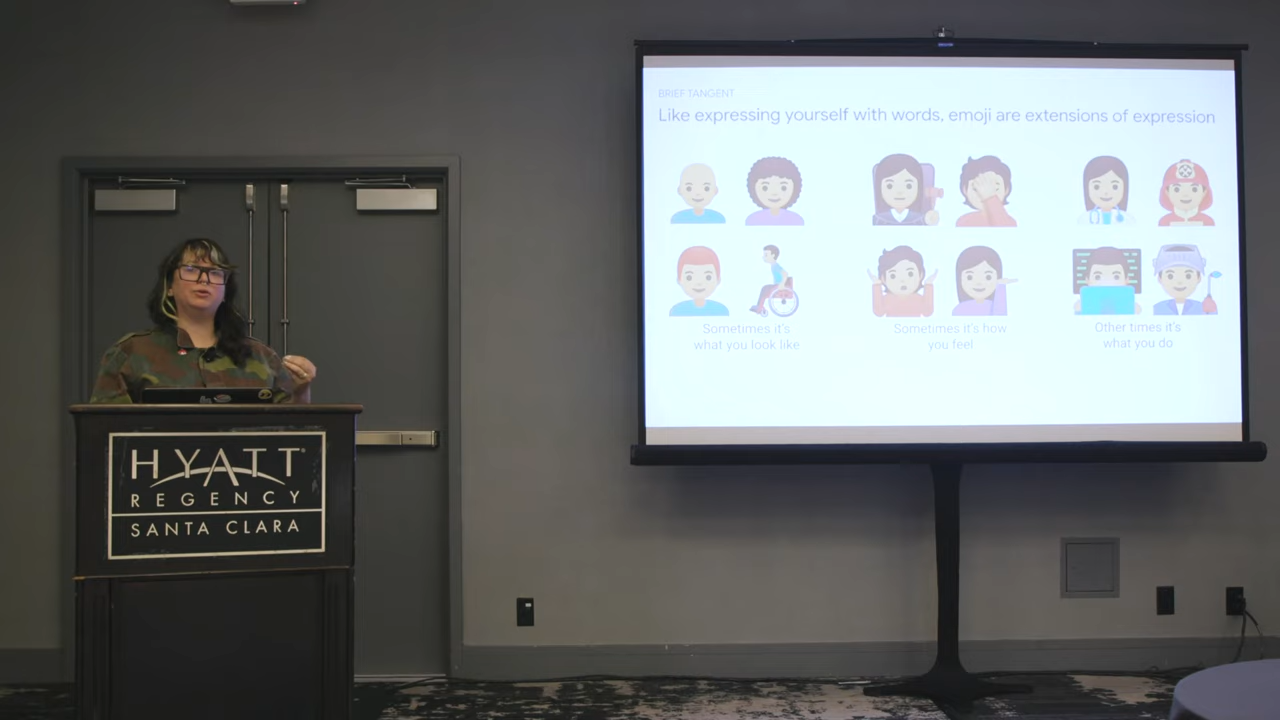 BRIEF TANGENT
Like expressing yourself with words, emoji are extensions of expression
Sometimes it's
what you look like
Sometimes it's how
you feel
Other times it's
what you do
HYATT
REGENCY
SANTA CLARA